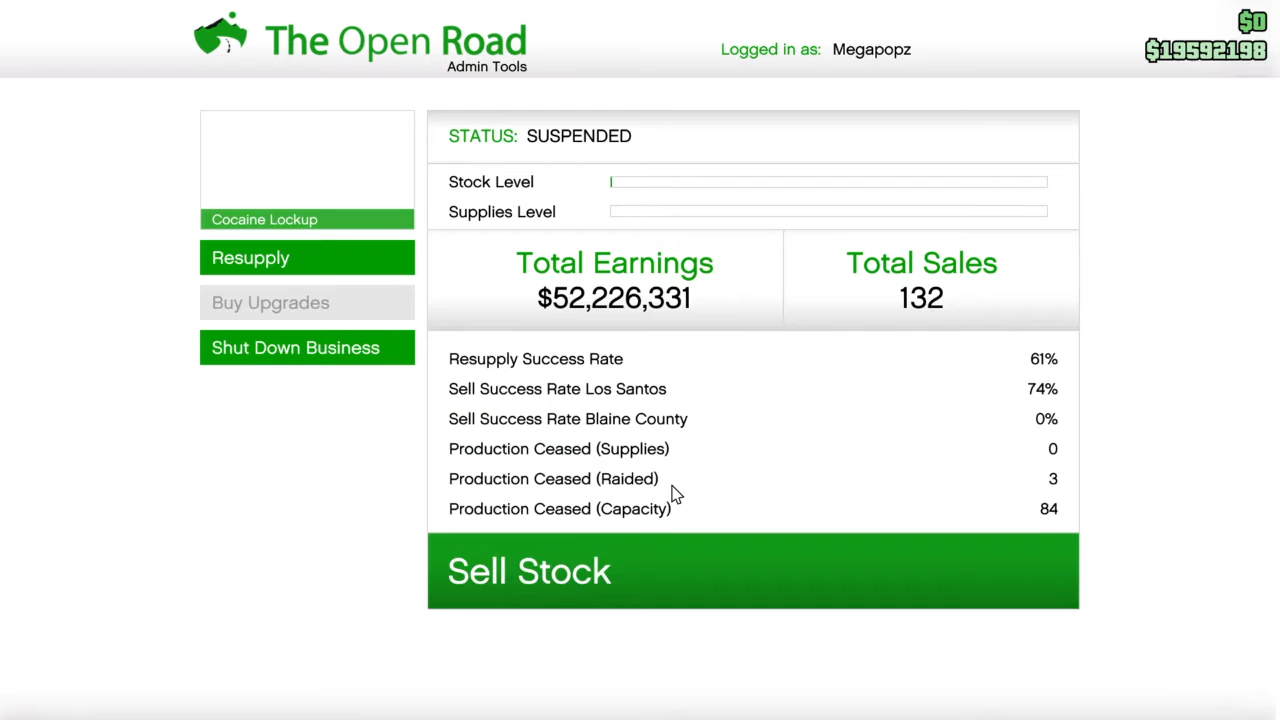 The Open Road
Admin Tools
Logged in as: Megapopz
$0
$19592198
Cocaine Lockup
Resupply
Buy Upgrades
Shut Down Business
STATUS: SUSPENDED
Stock Level
Supplies Level
Total Earnings
$52,226,331
Total Sales
132
Resupply Success Rate 61%
Sell Success Rate Los Santos 74%
Sell Success Rate Blaine County 0%
Production Ceased (Supplies) 0
Production Ceased (Raided) 3
Production Ceased (Capacity) 84
Sell Stock